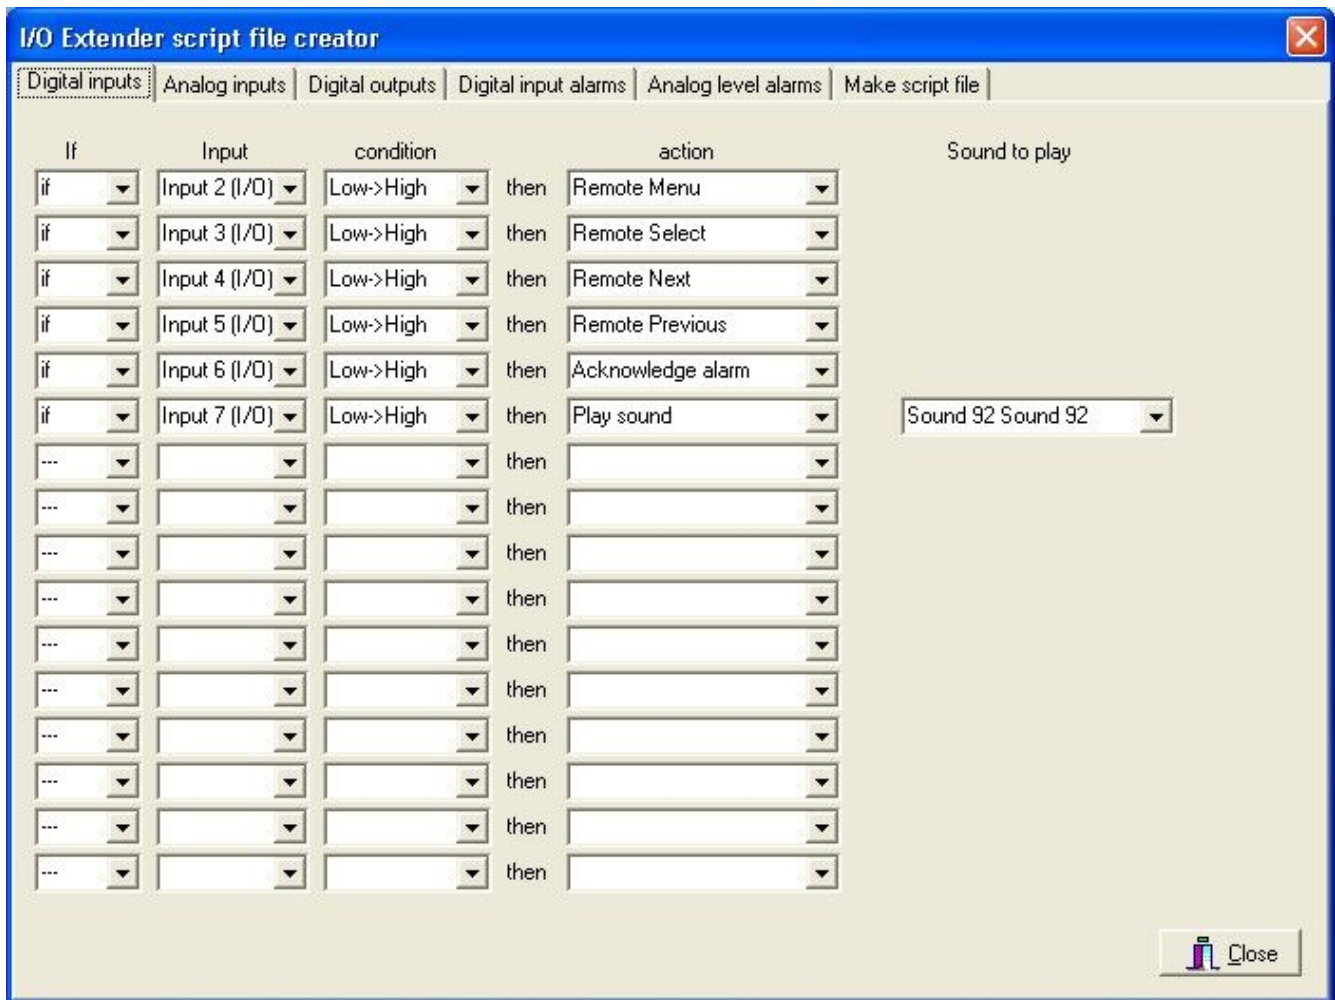 I/O Extender script file creator
Digital inputs Analog inputs Digital outputs Digital input alarms Analog level alarms Make script file
If Input condition action Sound to play
if Input 2 (I/O) Low->High then Remote Menu
if Input 3 (I/O) Low->High then Remote Select
if Input 4 (I/O) Low->High then Remote Next
if Input 5 (I/O) Low->High then Remote Previous
if Input 6 (I/O) Low->High then Acknowledge alarm
if Input 7 (I/O) Low->High then Play sound Sound 92 Sound 92
--- then
--- then
--- then
--- then
--- then
--- then
--- then
--- then
--- then
--- then
Close